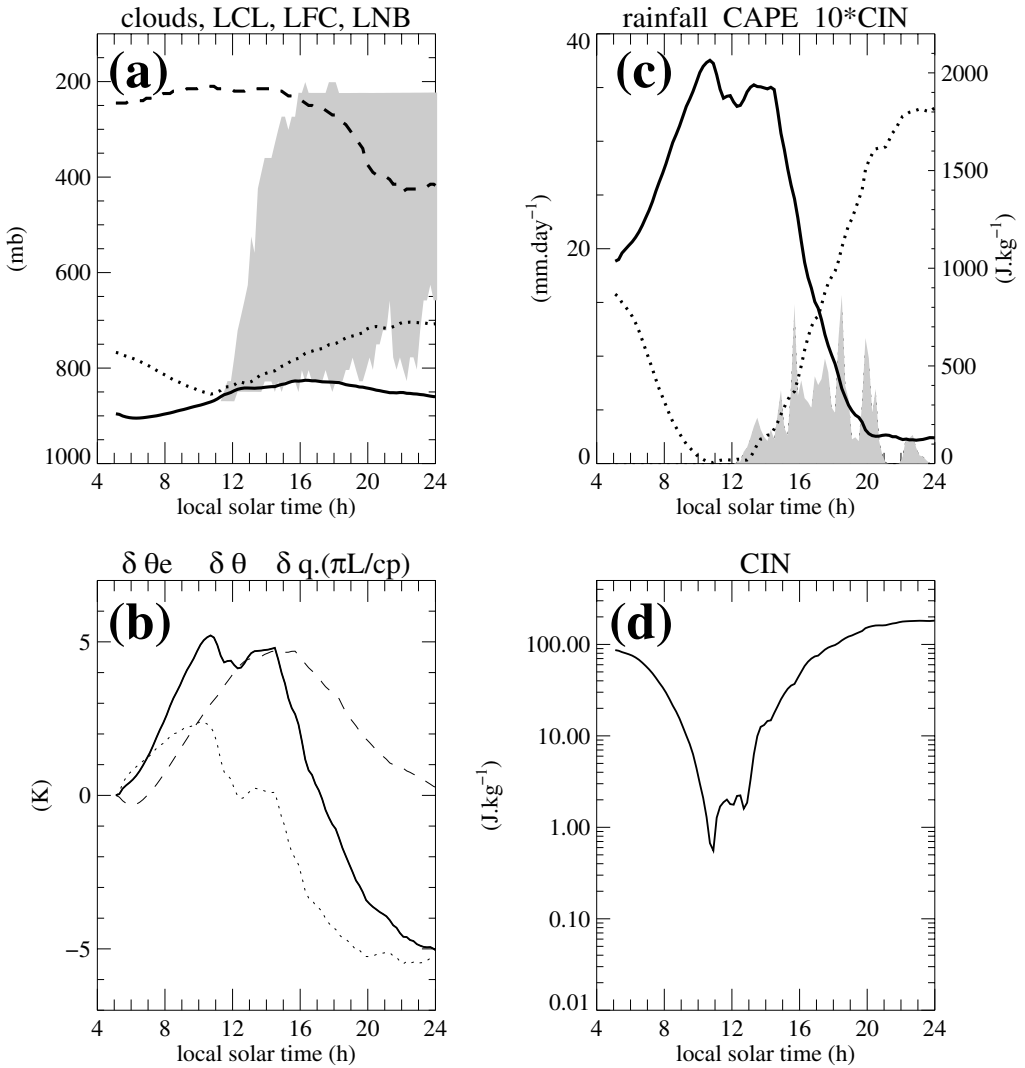 clouds, LCL, LFC, LNB
(a)
200
400
600
800
1000
(mb)
4 8 12 16 20 24
local solar time (h)
rainfall CAPE 10*CIN
(c)
40
20
0
(mm.day⁻¹)
2000
1500
1000
500
0
(J.kg⁻¹)
4 8 12 16 20 24
local solar time (h)
δ θe δ θ δ q.(πL/cp)
(b)
5
0
−5
(K)
4 8 12 16 20 24
local solar time (h)
CIN
(d)
100.00
10.00
1.00
0.10
0.01
(J.kg⁻¹)
4 8 12 16 20 24
local solar time (h)